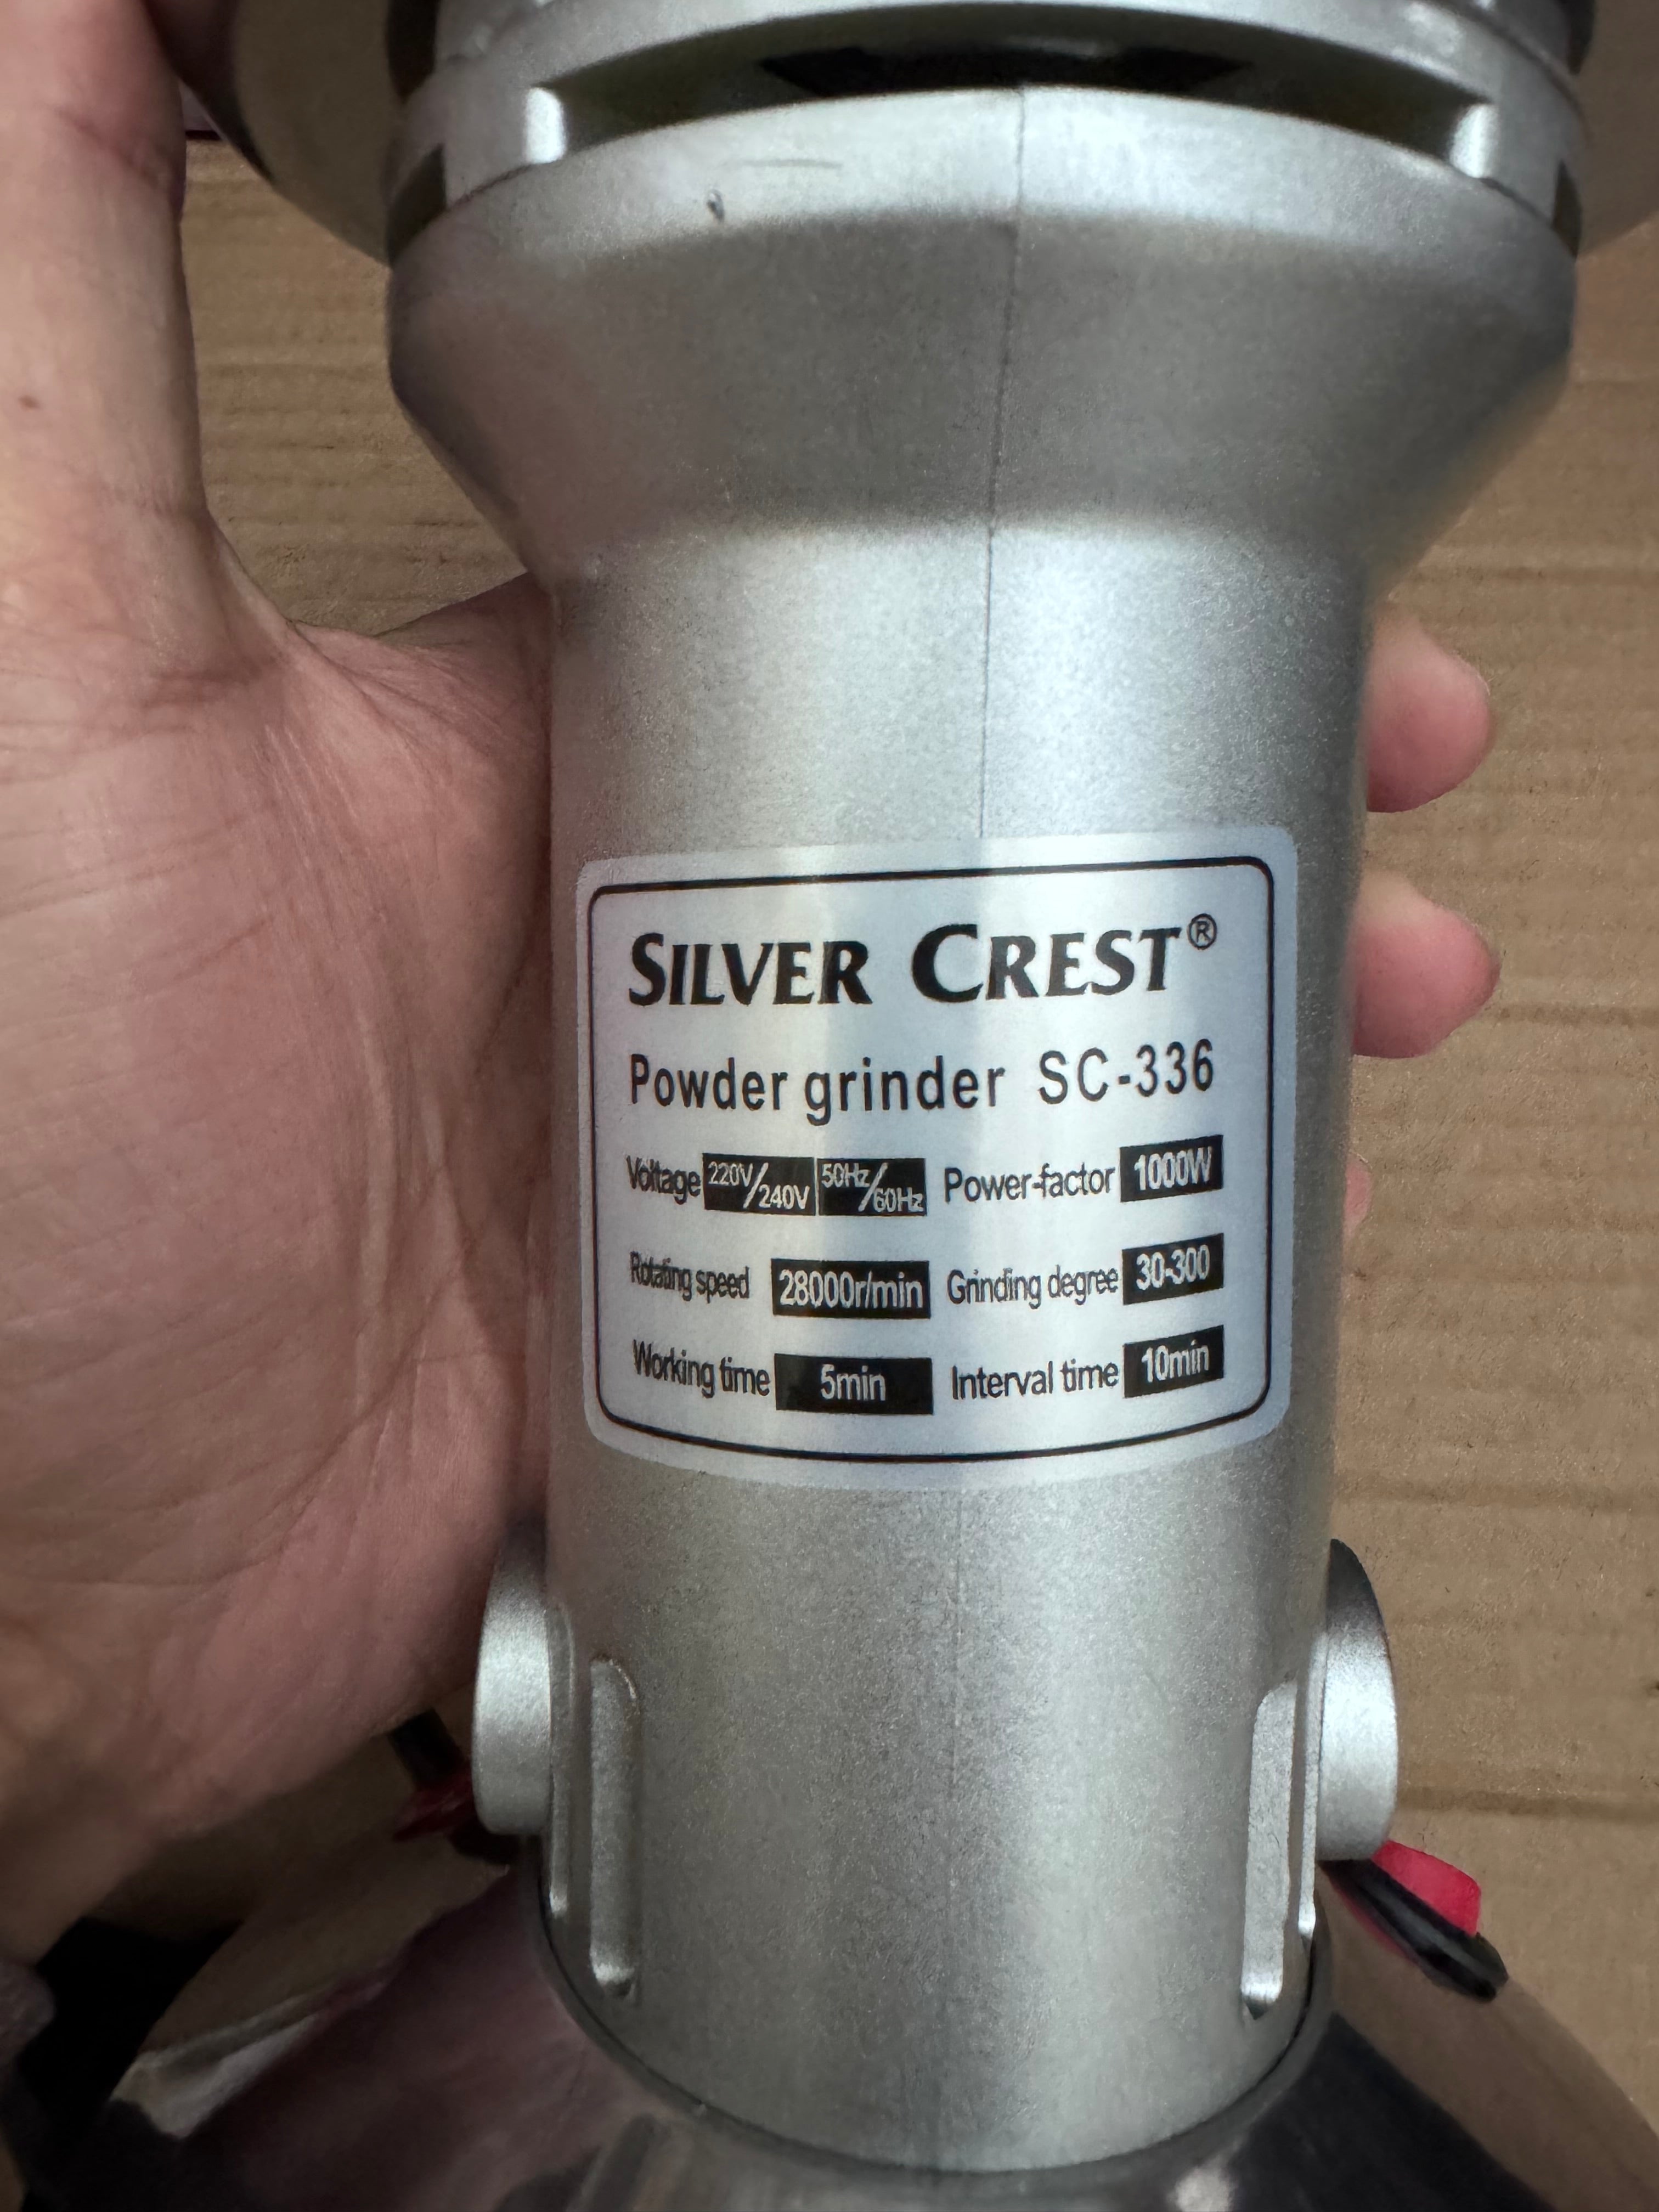 SILVER CREST®
Powder grinder SC-336
Voltage 220V/240V 50Hz/60Hz Power-factor 1000W
Rotating speed 28000r/min Grinding degree 30-300
Working time 5min Interval time 10min